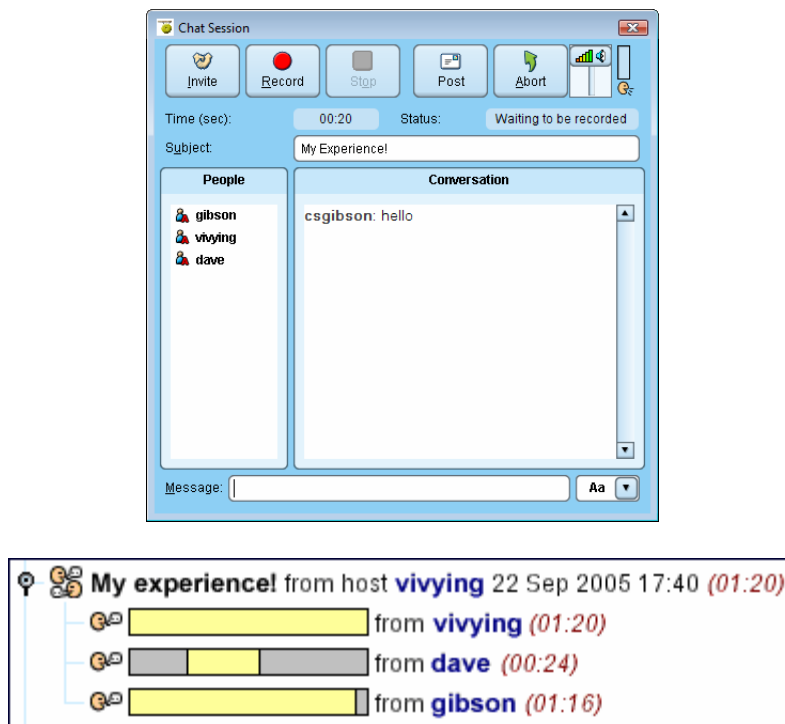 Chat Session
Invite Record Stop Post Abort
Time (sec): 00:20 Status: Waiting to be recorded
Subject: My Experience!
People Conversation
gibson csgibson: hello
vivying
dave
Message: Aa
My experience! from host vivying 22 Sep 2005 17:40 (01:20)
from vivying (01:20)
from dave (00:24)
from gibson (01:16)